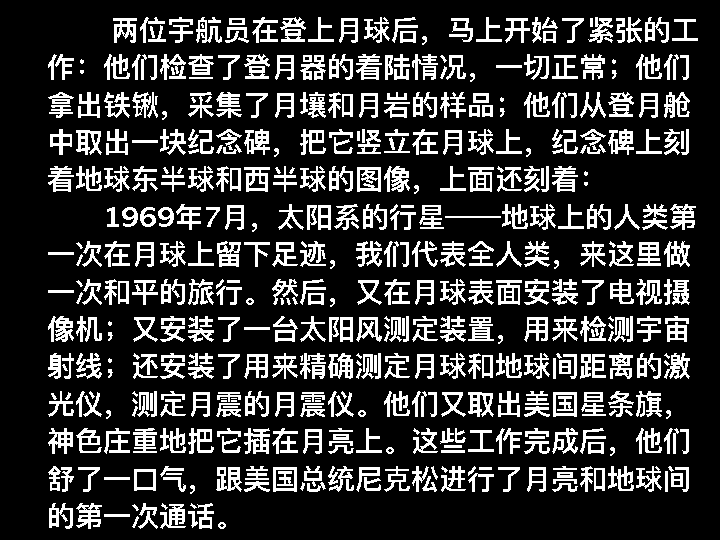 两位宇航员在登上月球后，马上开始了紧张的工
作：他们检查了登月器的着陆情况，一切正常；他们
拿出铁锹，采集了月壤和月岩的样品；他们从登月舱
中取出一块纪念碑，把它竖立在月球上，纪念碑上刻
着地球东半球和西半球的图像，上面还刻着：
1969年7月，太阳系的行星——地球上的人类第
一次在月球上留下足迹，我们代表全人类，来这里做
一次和平的旅行。然后，又在月球表面安装了电视摄
像机；又安装了一台太阳风测定装置，用来检测宇宙
射线；还安装了用来精确测定月球和地球间距离的激
光仪，测定月震的月震仪。他们又取出美国星条旗，
神色庄重地把它插在月亮上。这些工作完成后，他们
舒了一口气，跟美国总统尼克松进行了月亮和地球间
的第一次通话。